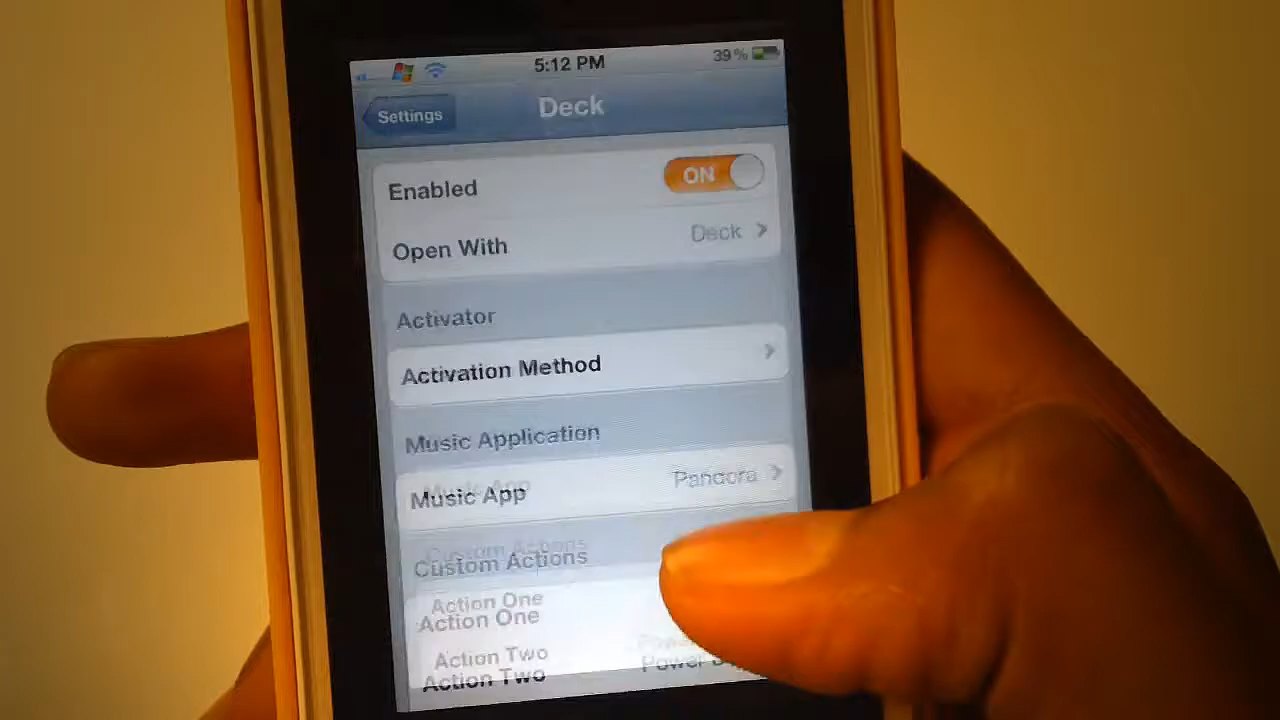 5:12 PM 39%
Settings Deck
Enabled ON
Open With Deck
Activator
Activation Method
Music Application
Music App Pandora
Custom Actions
Action One
Action Two Power